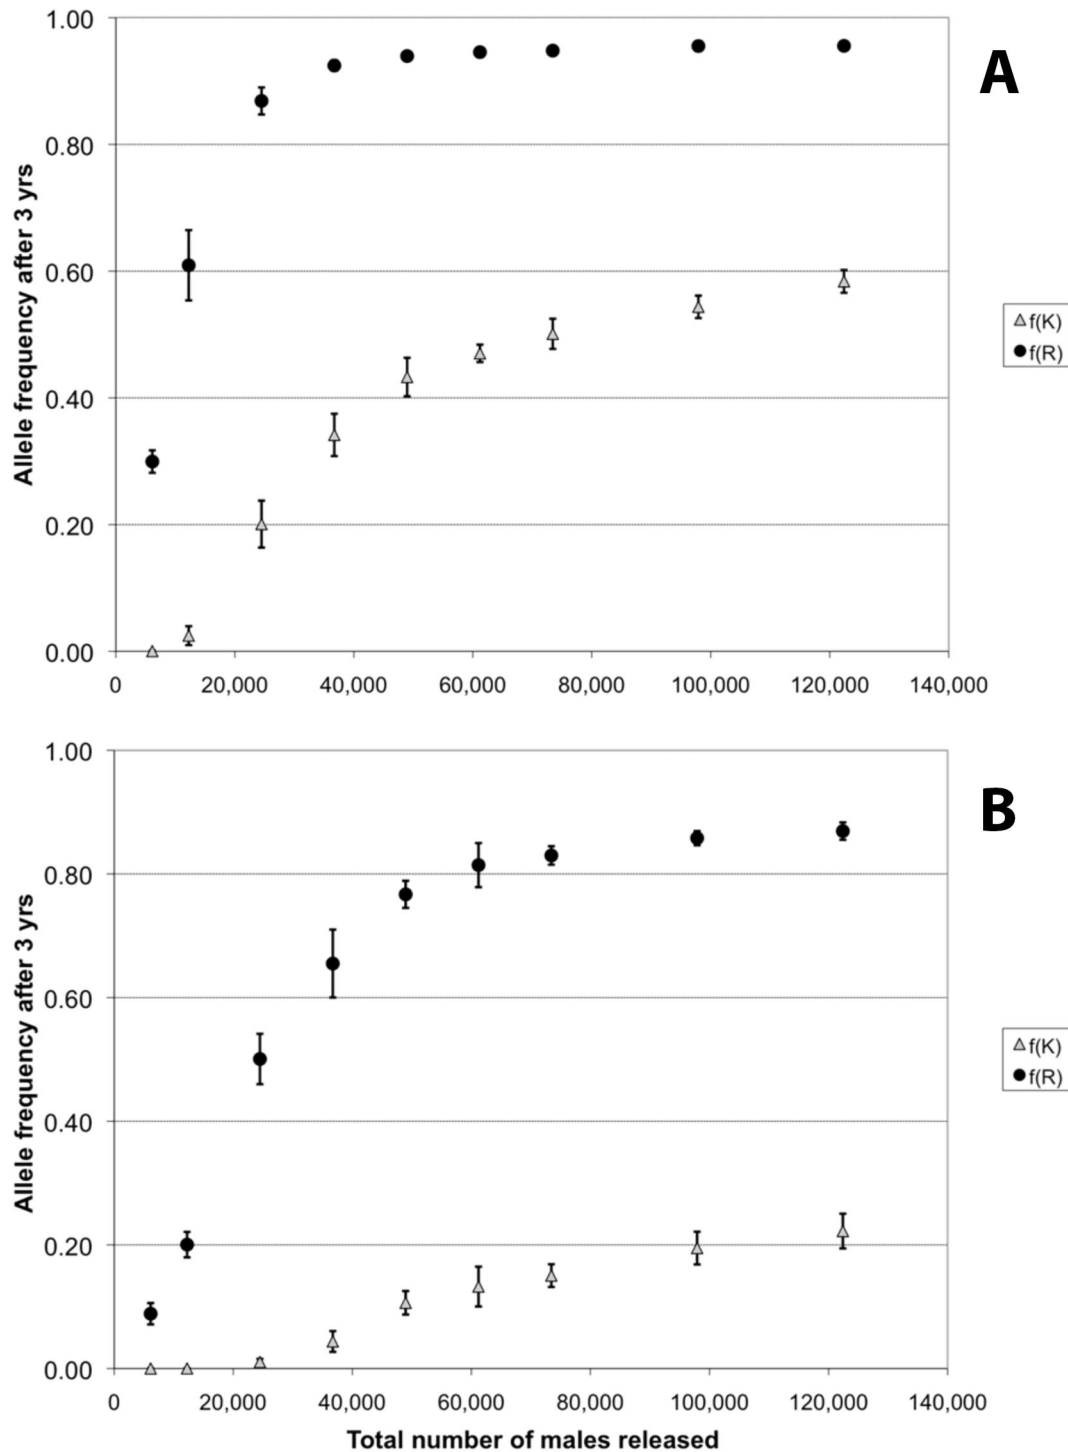 A
Allele frequency after 3 yrs
1.00
0.80
0.60
0.40
0.20
0.00
0 20,000 40,000 60,000 80,000 100,000 120,000 140,000
f(K)
f(R)
B
Allele frequency after 3 yrs
1.00
0.80
0.60
0.40
0.20
0.00
0 20,000 40,000 60,000 80,000 100,000 120,000 140,000
f(K)
f(R)
Total number of males released